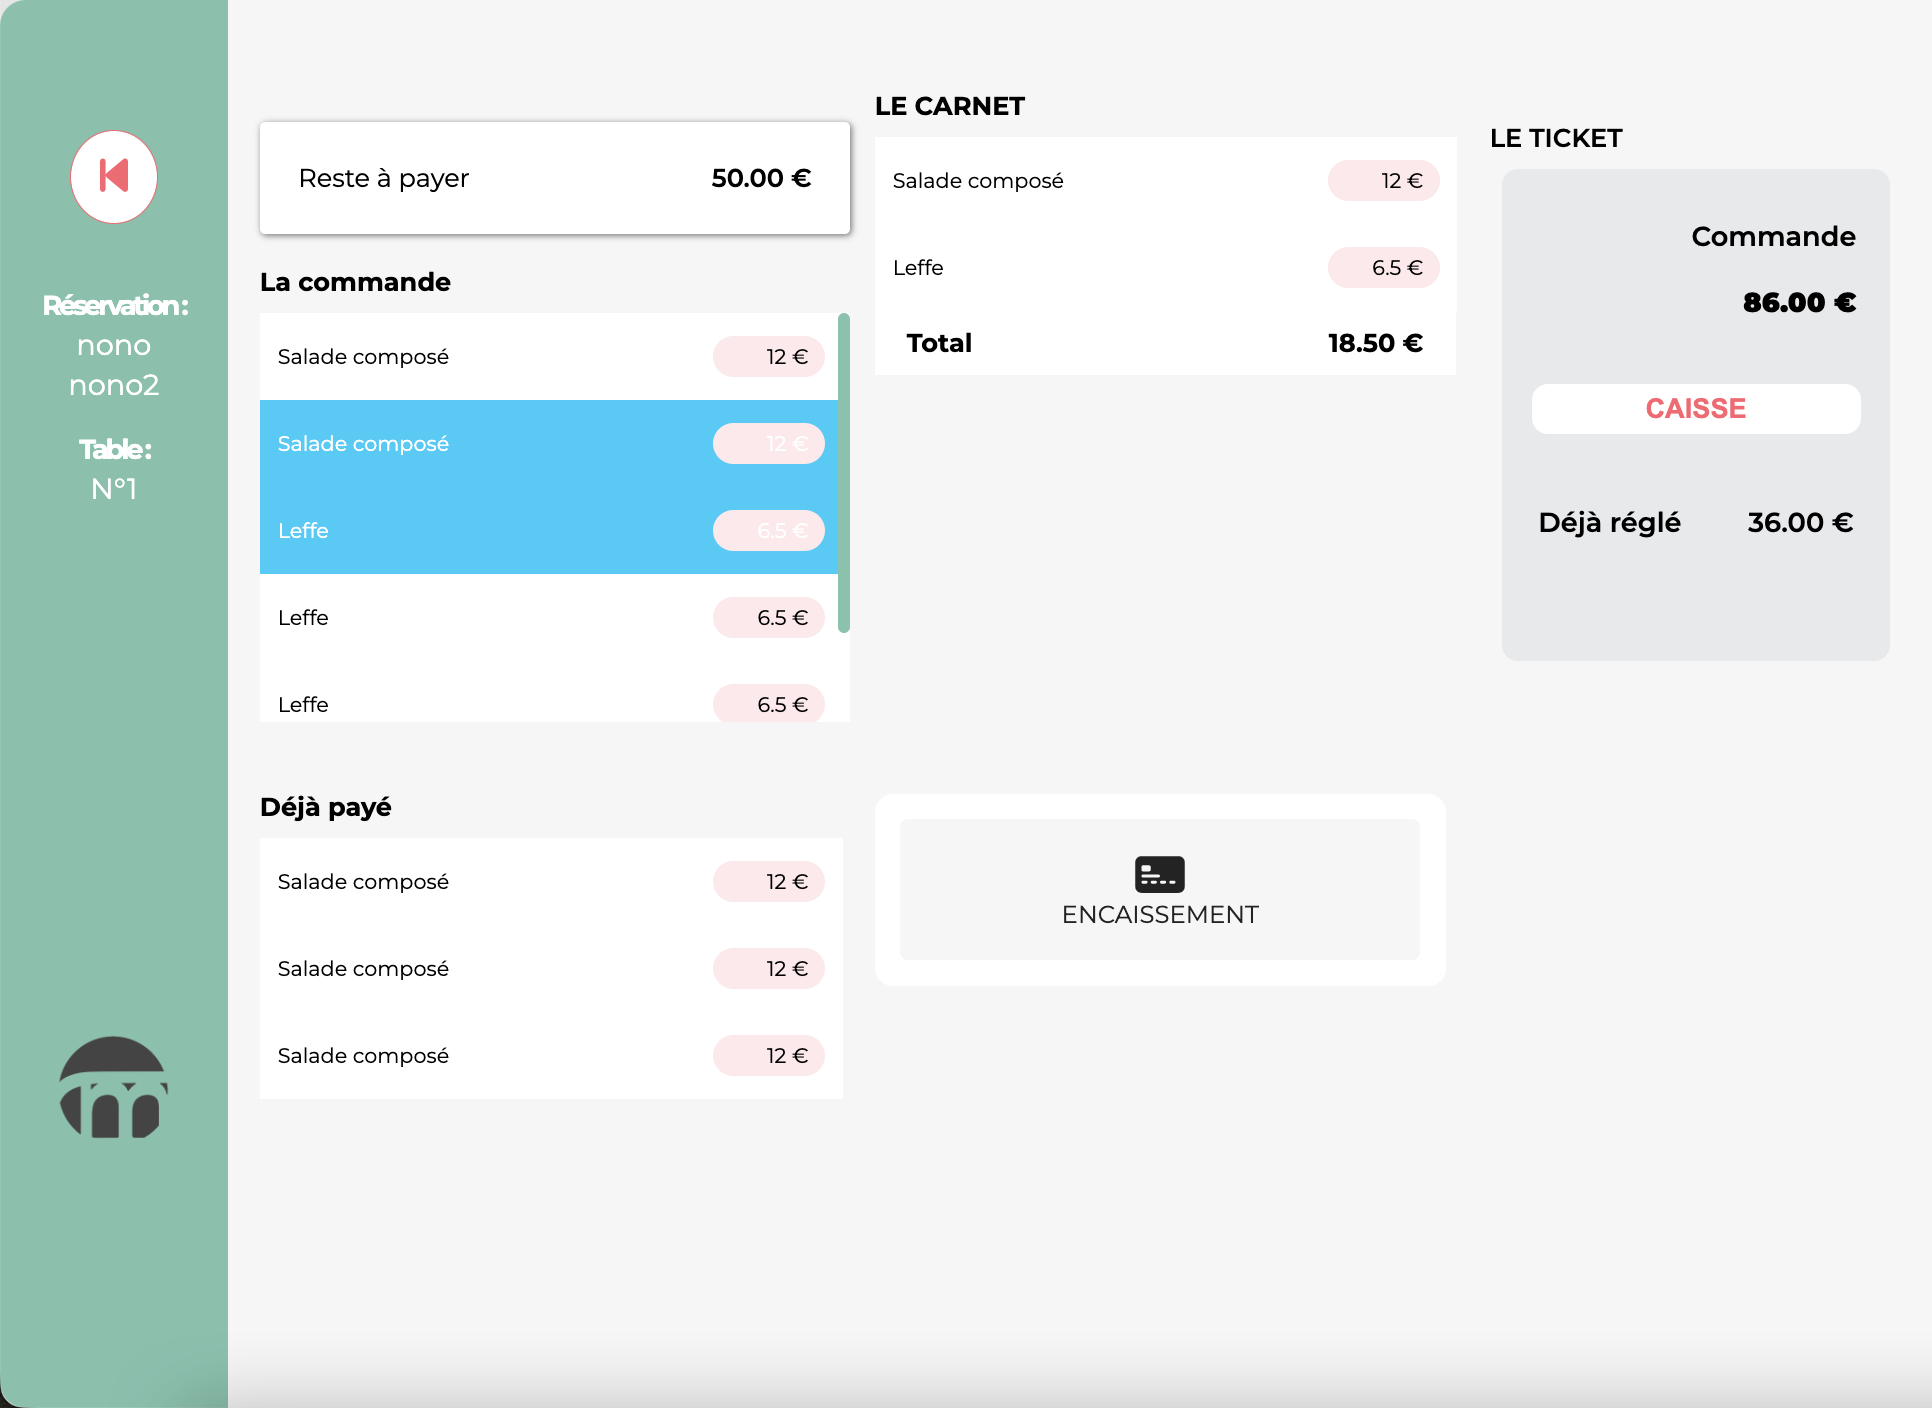 Réservation :
nono
nono2
Table :
N°1
Reste à payer 50.00 €
La commande
Salade composé 12 €
Salade composé 12 €
Leffe 6.5 €
Leffe 6.5 €
Leffe 6.5 €
Déjà payé
Salade composé 12 €
Salade composé 12 €
Salade composé 12 €
LE CARNET
Salade composé 12 €
Leffe 6.5 €
Total 18.50 €
ENCAISSEMENT
LE TICKET
Commande
86.00 €
CAISSE
Déjà réglé 36.00 €